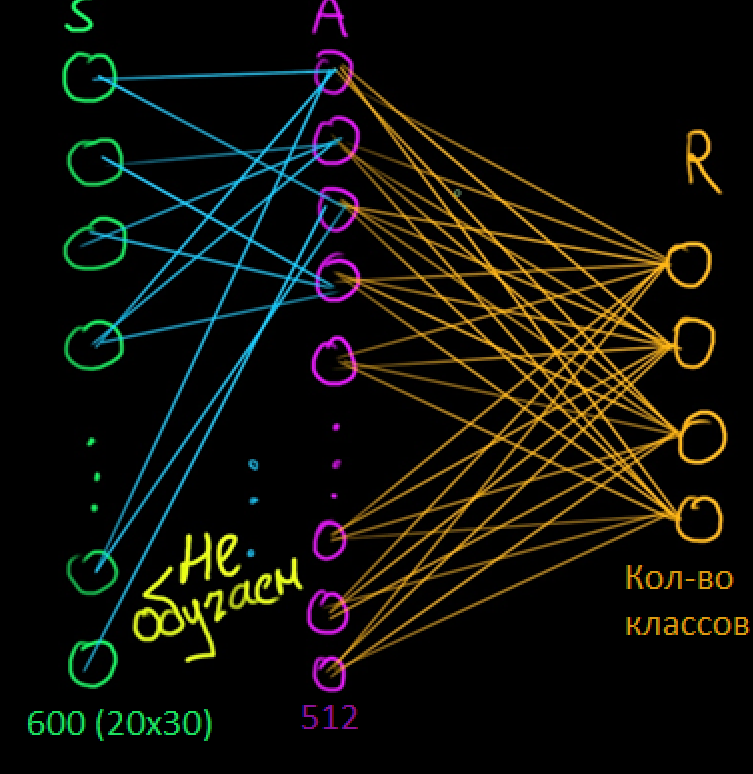 S
A
R
Не
обучаем
Кол-во
классов
600 (20x30)
512